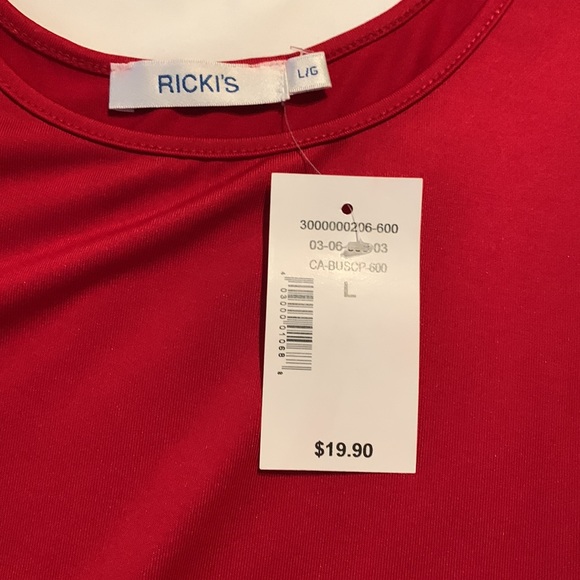 RICKI'S
L/G
3000000206-600
CA-BUSCP-600
L
$19.90